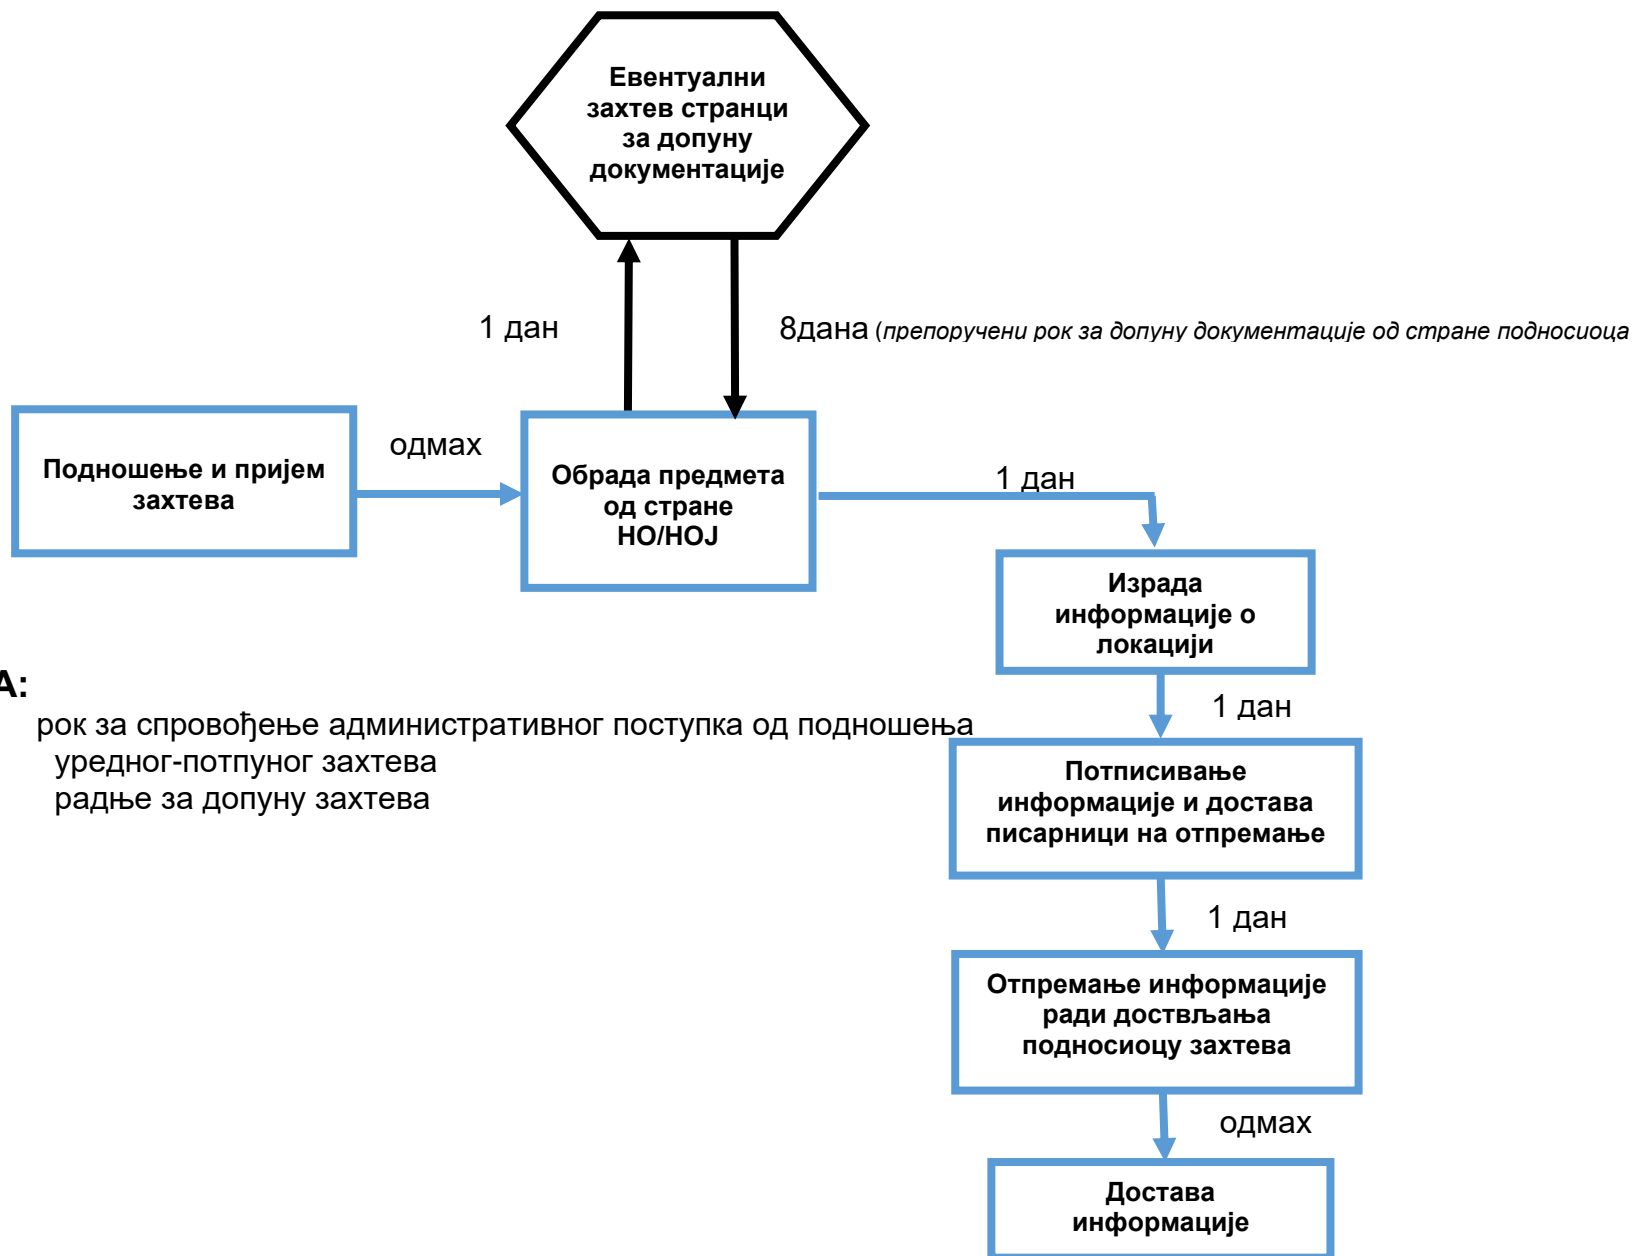 Евентуални
захтев странци
за допуну
документације
1 дан
8дана (препоручени рок за допуну документације од стране подносиоца
Подношење и пријем
захтева
одмах
Обрада предмета
од стране
НО/НОЈ
1 дан
Израда
информације о
локацији
А:
рок за спровођење административног поступка од подношења
уредног-потпуног захтева
радње за допуну захтева
1 дан
Потписивање
информације и достава
писарници на отпремање
1 дан
Отпремање информације
ради доствљања
подносиоцу захтева
одмах
Достава
информације